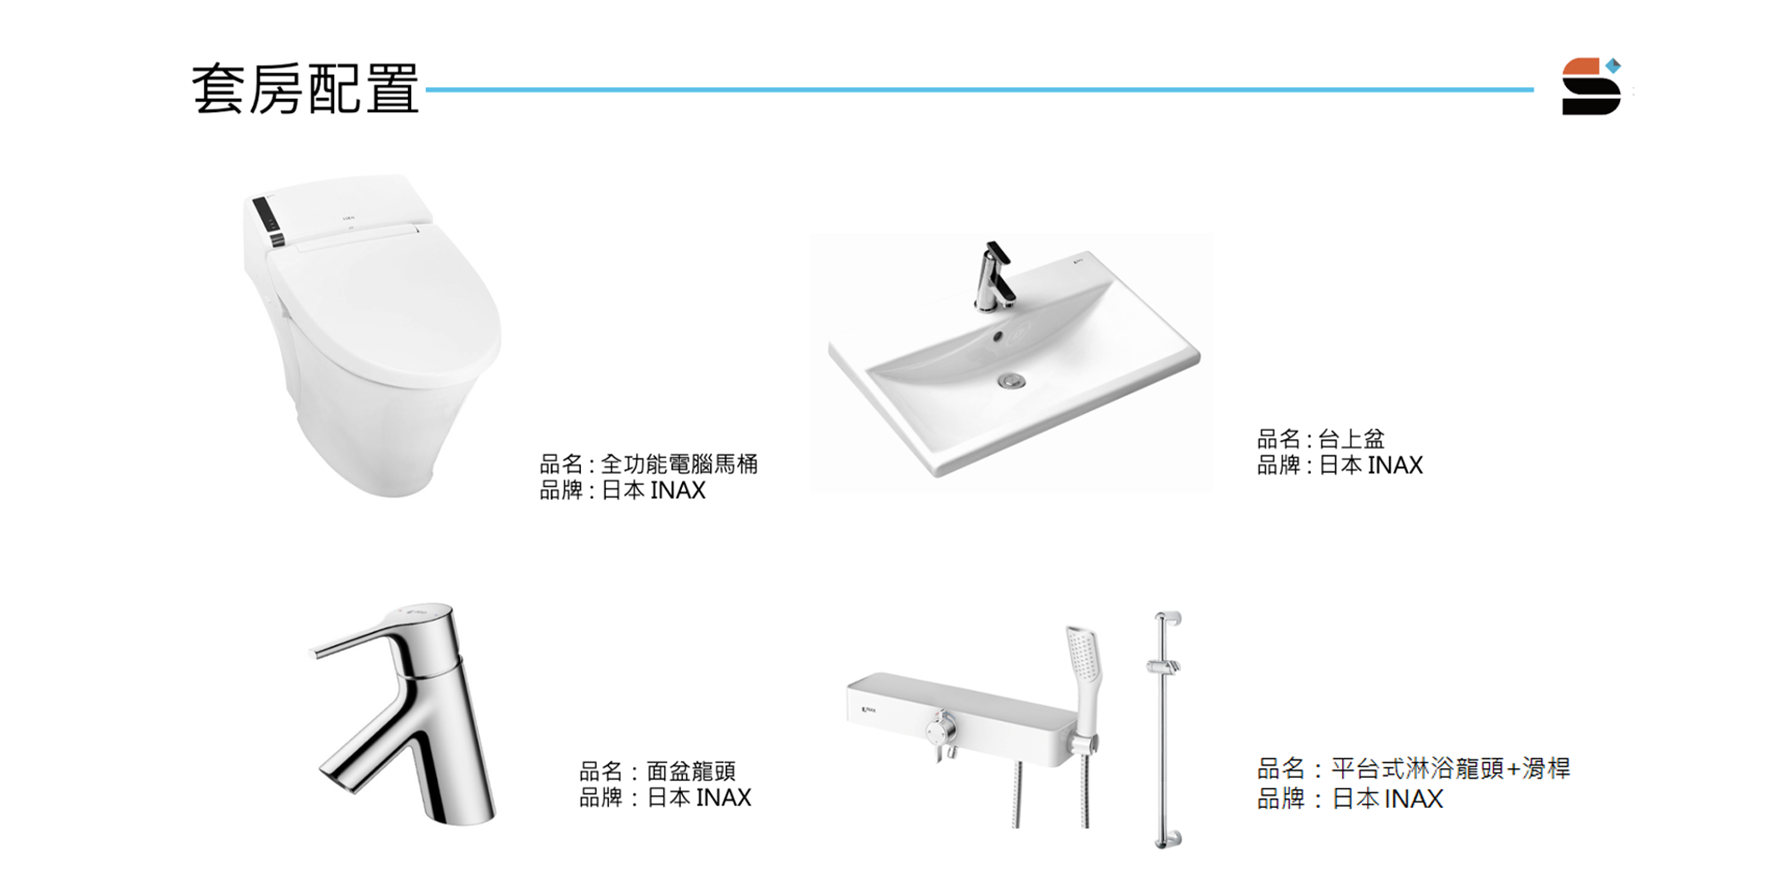 套房配置
品名 : 全功能電腦馬桶
品牌 : 日本 INAX
品名 : 台上盆
品牌 : 日本 INAX
品名：面盆龍頭
品牌：日本 INAX
品名：平台式淋浴龍頭+滑桿
品牌：日本 INAX